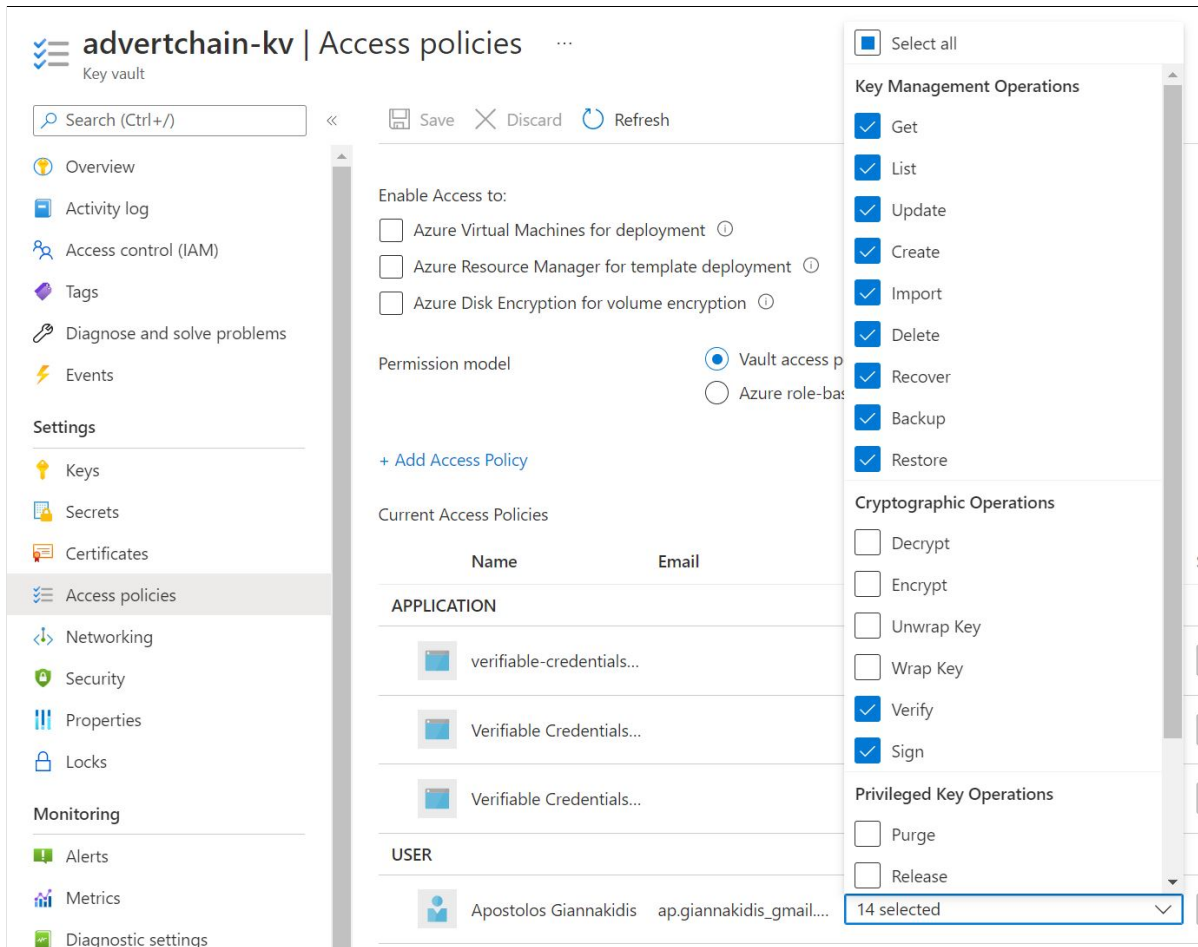 advertchain-kv | Access policies ...
Key vault
Search (Ctrl+/)
«
Overview
Activity log
Access control (IAM)
Tags
Diagnose and solve problems
Events
Settings
Keys
Secrets
Certificates
Access policies
Networking
Security
Properties
Locks
Monitoring
Alerts
Metrics
Diagnostic settings
Save Discard Refresh
Enable Access to:
Azure Virtual Machines for deployment
Azure Resource Manager for template deployment
Azure Disk Encryption for volume encryption
Permission model
Vault access p
Azure role-bas
+ Add Access Policy
Current Access Policies
Name Email
APPLICATION
verifiable-credentials...
Verifiable Credentials...
Verifiable Credentials...
USER
Apostolos Giannakidis ap.giannakidis_gmail....
Select all
Key Management Operations
Get
List
Update
Create
Import
Delete
Recover
Backup
Restore
Cryptographic Operations
Decrypt
Encrypt
Unwrap Key
Wrap Key
Verify
Sign
Privileged Key Operations
Purge
Release
14 selected